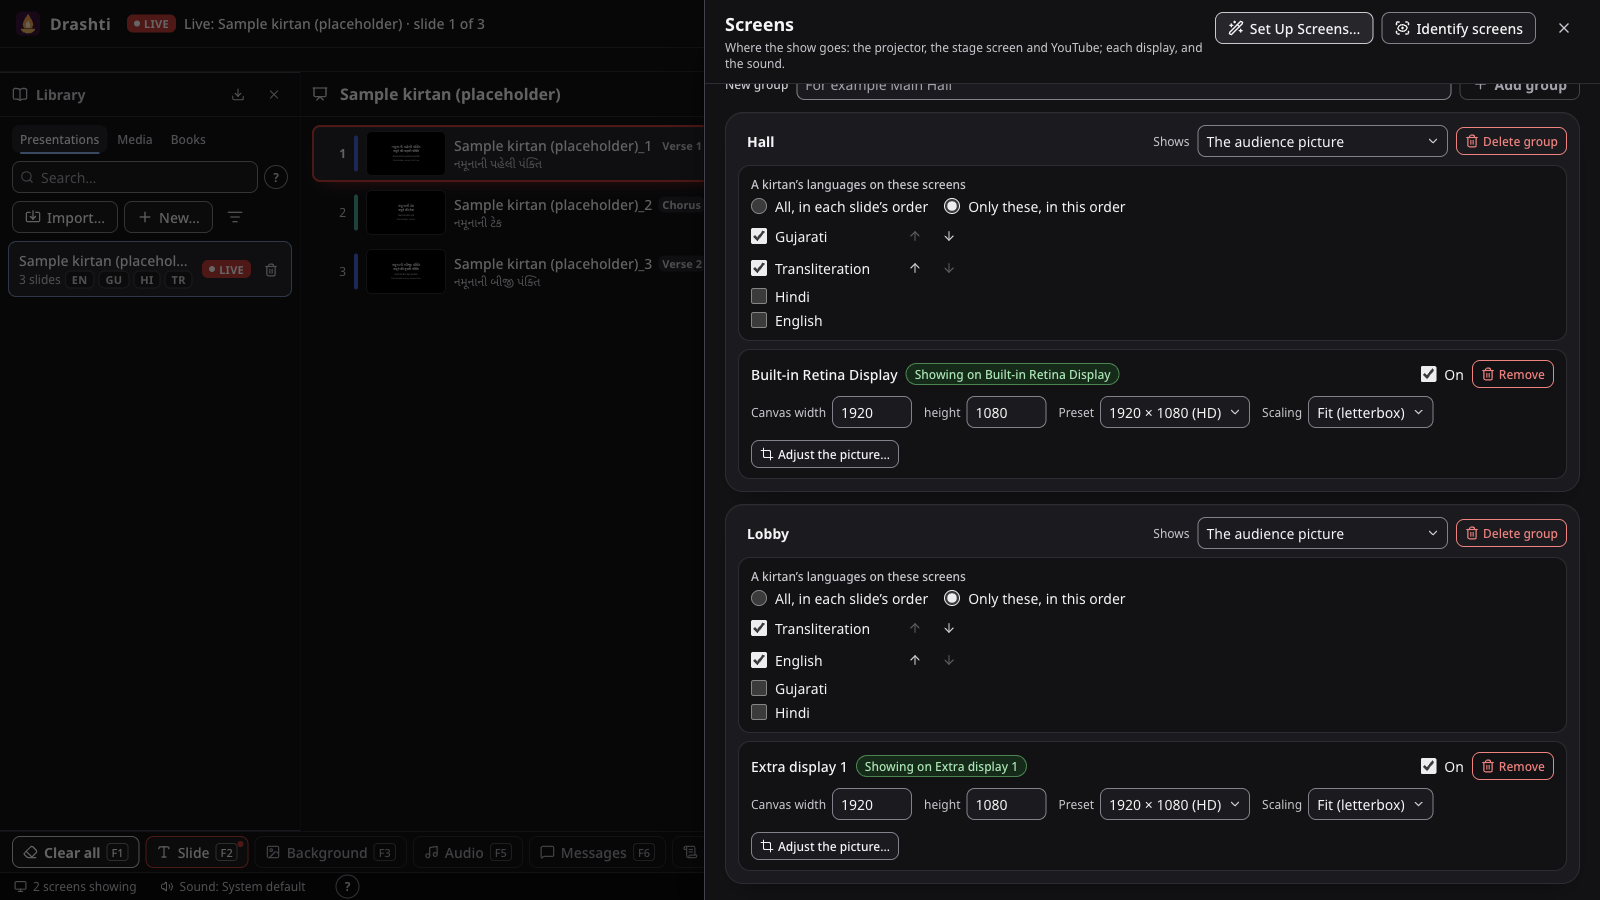 Drashti
LIVE
Live: Sample kirtan (placeholder) · slide 1 of 3
Library
Presentations
Media
Books
Search...
?
Import...
New...
Sample kirtan (placehol...
LIVE
3 slides
EN
GU
HI
TR
Sample kirtan (placeholder)
1
Sample kirtan (placeholder)_1
Verse 1
નમૂનાની પહેલી પંક્તિ
2
Sample kirtan (placeholder)_2
Chorus
નમૂનાની ટેક
3
Sample kirtan (placeholder)_3
Verse 2
નમૂનાની બીજી પંક્તિ
Clear all
F1
Slide
F2
Background
F3
Audio
F5
Messages
F6
2 screens showing
Sound: System default
?
Screens
Where the show goes: the projector, the stage screen and YouTube; each display, and
the sound.
Set Up Screens...
Identify screens
New group
For example Main Hall
Add group
Hall
Shows
The audience picture
Delete group
A kirtan’s languages on these screens
All, in each slide’s order
Only these, in this order
Gujarati
Transliteration
Hindi
English
Built-in Retina Display
Showing on Built-in Retina Display
On
Remove
Canvas width
1920
height
1080
Preset
1920 × 1080 (HD)
Scaling
Fit (letterbox)
Adjust the picture...
Lobby
Shows
The audience picture
Delete group
A kirtan’s languages on these screens
All, in each slide’s order
Only these, in this order
Transliteration
English
Gujarati
Hindi
Extra display 1
Showing on Extra display 1
On
Remove
Canvas width
1920
height
1080
Preset
1920 × 1080 (HD)
Scaling
Fit (letterbox)
Adjust the picture...